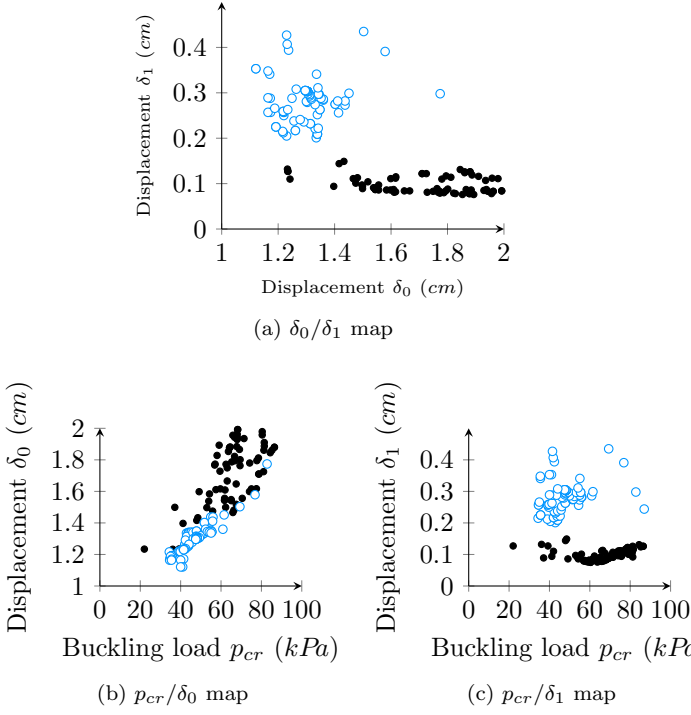 0.4
0.3
0.2
0.1
0
Displacement δ1 (cm)
1 1.2 1.4 1.6 1.8 2
Displacement δ0 (cm)
(a) δ0/δ1 map
2
1.8
1.6
1.4
1.2
1
Displacement δ0 (cm)
0 20 40 60 80 100
Buckling load pcr (kPa)
(b) pcr/δ0 map
0.4
0.3
0.2
0.1
0
Displacement δ1 (cm)
0 20 40 60 80 100
Buckling load pcr (kPa
(c) pcr/δ1 map